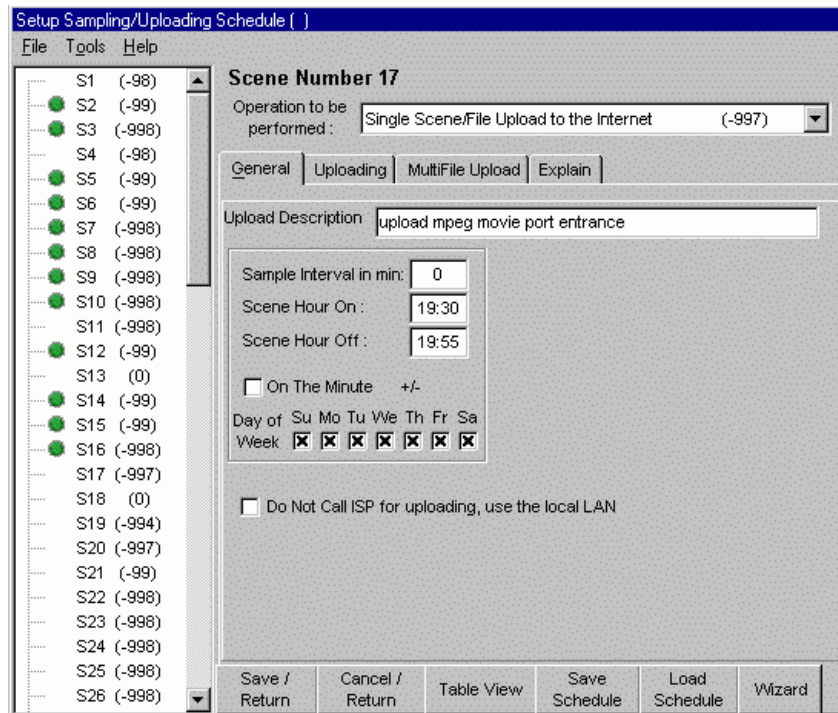 Setup Sampling/Uploading Schedule ( )
File Tools Help
S1 (-98)
S2 (-99)
S3 (-998)
S4 (-98)
S5 (-99)
S6 (-99)
S7 (-998)
S8 (-998)
S9 (-998)
S10 (-998)
S11 (-998)
S12 (-99)
S13 (0)
S14 (-99)
S15 (-99)
S16 (-998)
S17 (-997)
S18 (0)
S19 (-994)
S20 (-997)
S21 (-99)
S22 (-998)
S23 (-998)
S24 (-998)
S25 (-998)
S26 (-998)
Scene Number 17
Operation to be
performed :
Single Scene/File Upload to the Internet (-997)
General Uploading MultiFile Upload Explain
Upload Description upload mpeg movie port entrance
Sample Interval in min: 0
Scene Hour On : 19:30
Scene Hour Off : 19:55
On The Minute +/-
Day of Week
Su Mo Tu We Th Fr Sa
Do Not Call ISP for uploading, use the local LAN
Save / Return
Cancel / Return
Table View
Save Schedule
Load Schedule
Wizard